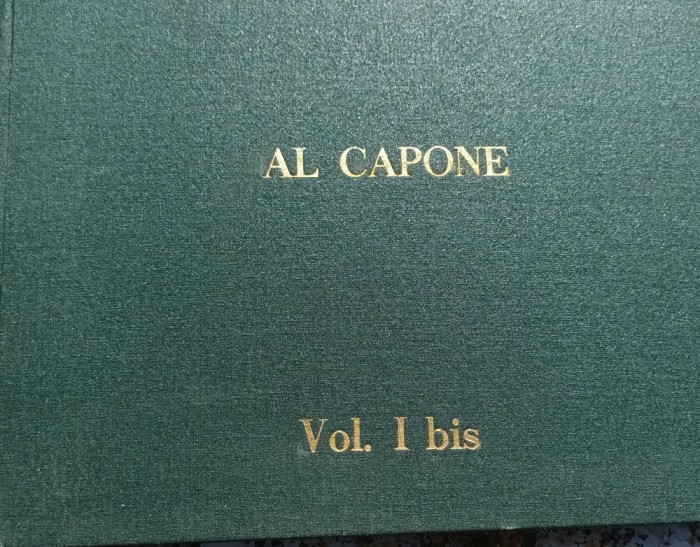 AL CAPONE
Vol. I bis